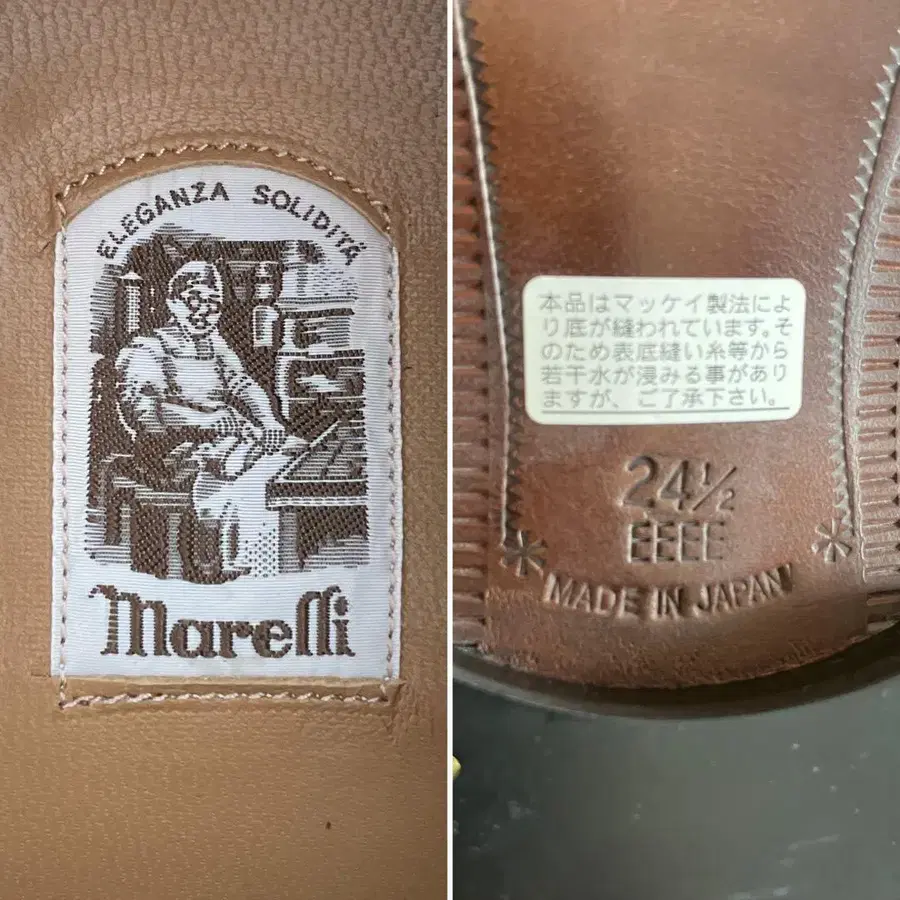 ELEGANZA SOLIDITÀ
Marelli
本品はマッケイ製法によ
り底が縫われています。そ
のため表底縫い糸等から
若干水が浸みる事があり
ますが、ご了承下さい。
24½
EEEE
MADE IN JAPAN